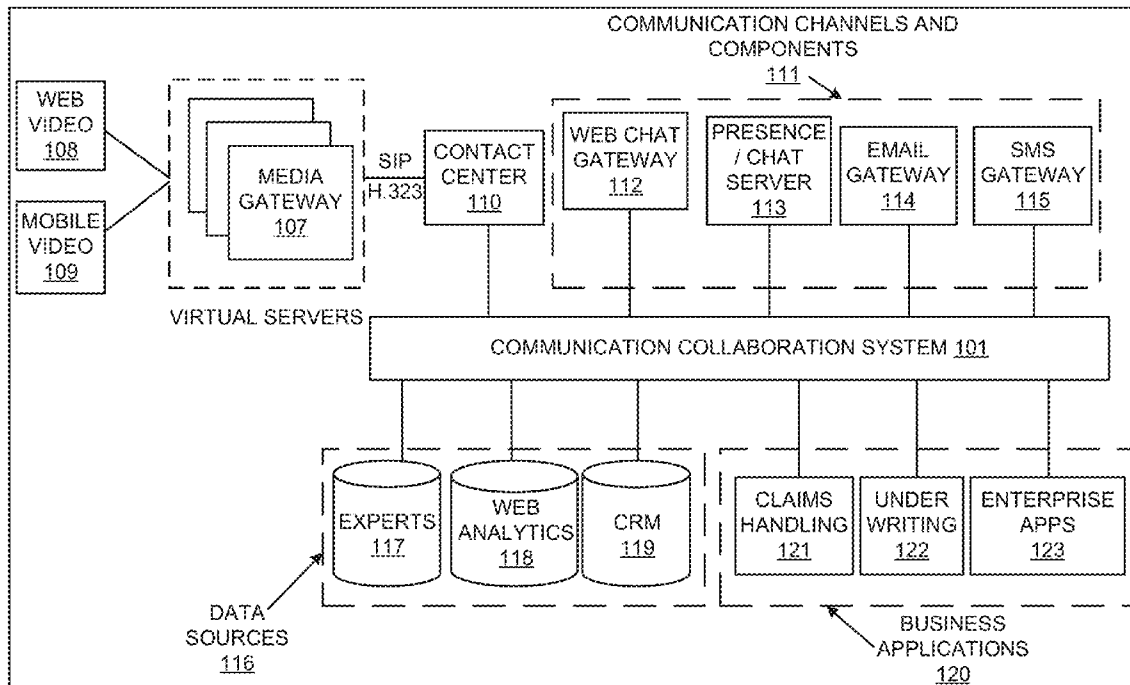 COMMUNICATION CHANNELS AND
COMPONENTS
111
WEB
VIDEO
108
MOBILE
VIDEO
109
MEDIA
GATEWAY
107
VIRTUAL SERVERS
SIP
H.323
CONTACT
CENTER
110
WEB CHAT
GATEWAY
112
PRESENCE
/ CHAT
SERVER
113
EMAIL
GATEWAY
114
SMS
GATEWAY
115
COMMUNICATION COLLABORATION SYSTEM 101
EXPERTS
117
WEB
ANALYTICS
118
CRM
119
CLAIMS
HANDLING
121
UNDER
WRITING
122
ENTERPRISE
APPS
123
DATA
SOURCES
116
BUSINESS
APPLICATIONS
120